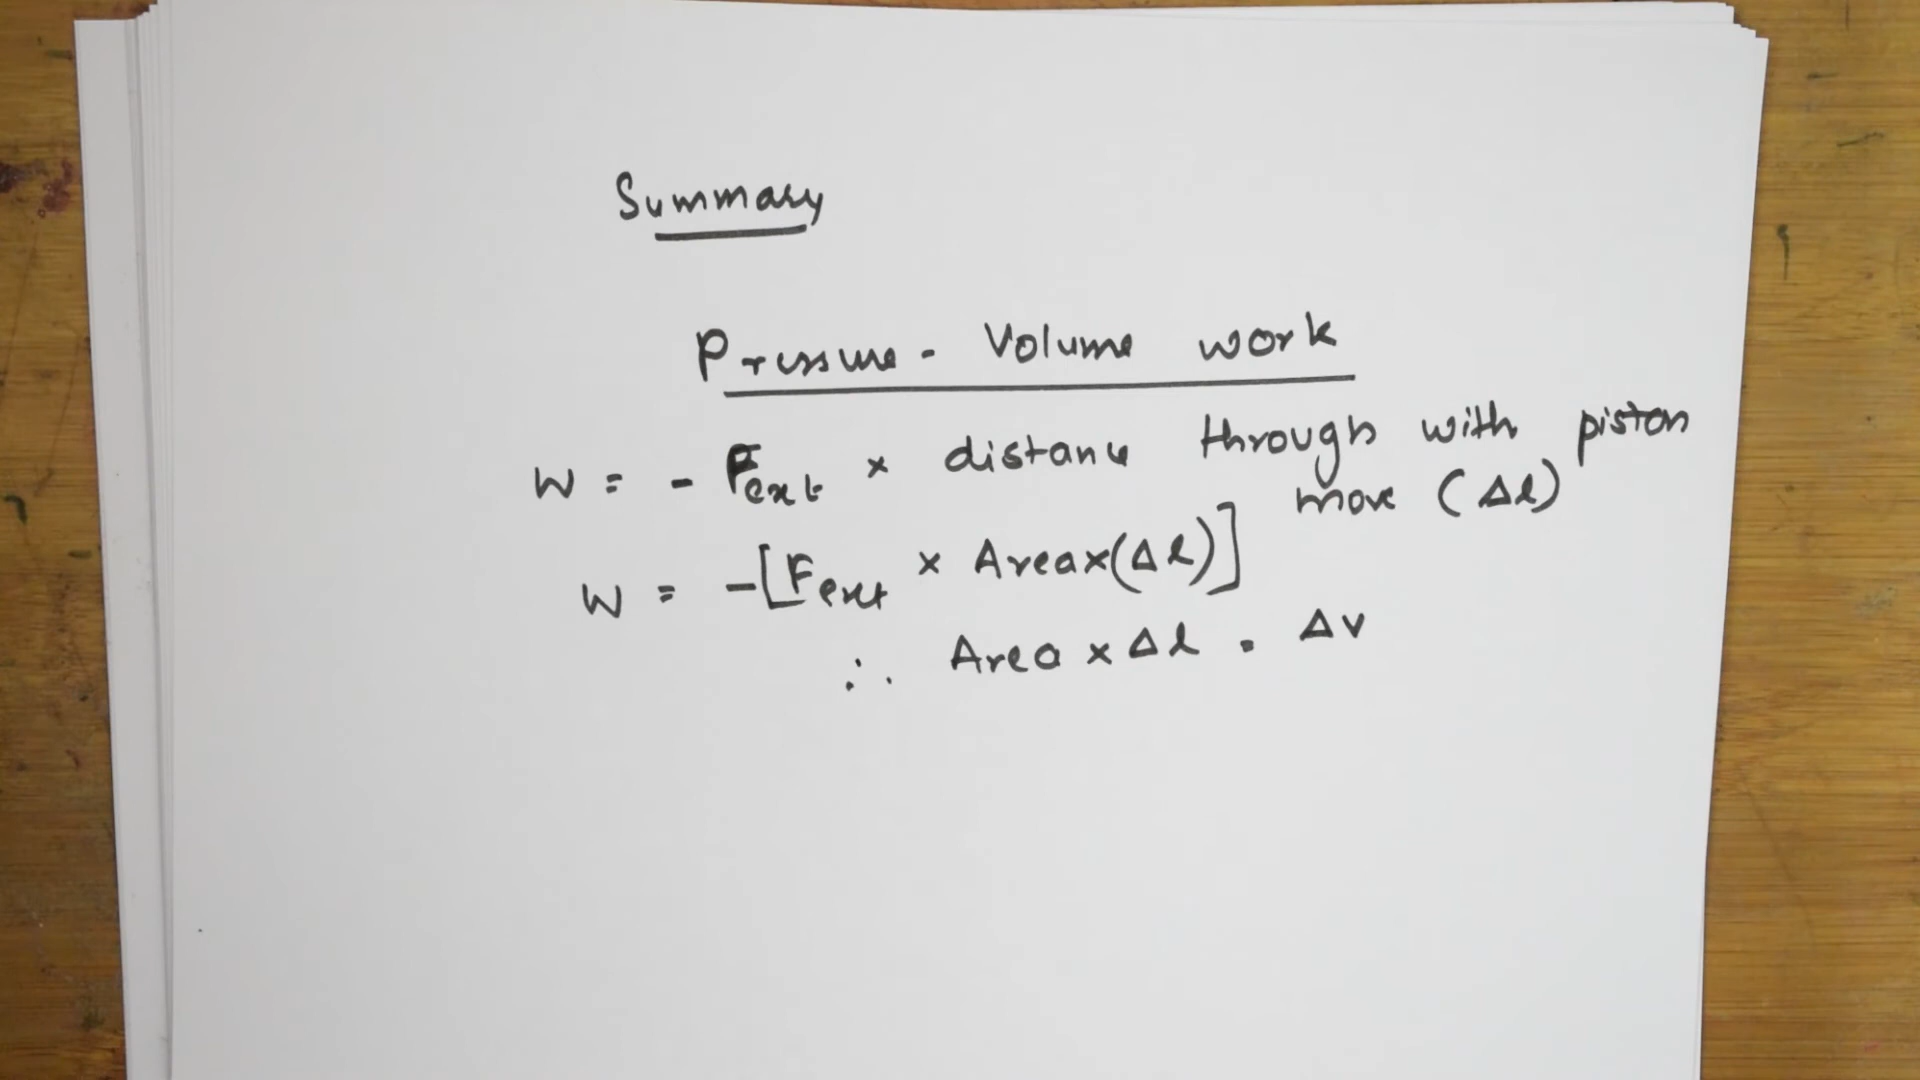 Summary
Pressure - Volume work
W = - Fext × distance through with piston
move (Δl)
W = -[Fext × Area×(Δl)]
∴ Area × Δl = ΔV